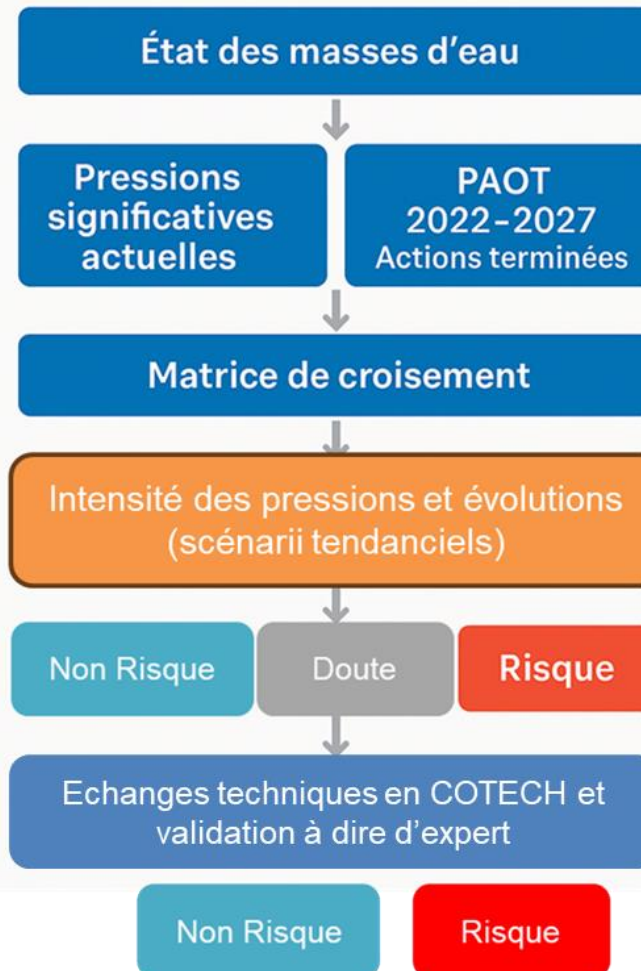 État des masses d'eau
Pressions
significatives
actuelles
PAOT
2022-2027
Actions terminées
Matrice de croisement
Intensité des pressions et évolutions
(scénarii tendanciels)
Non Risque
Doute
Risque
Echanges techniques en COTECH et
validation à dire d'expert
Non Risque
Risque